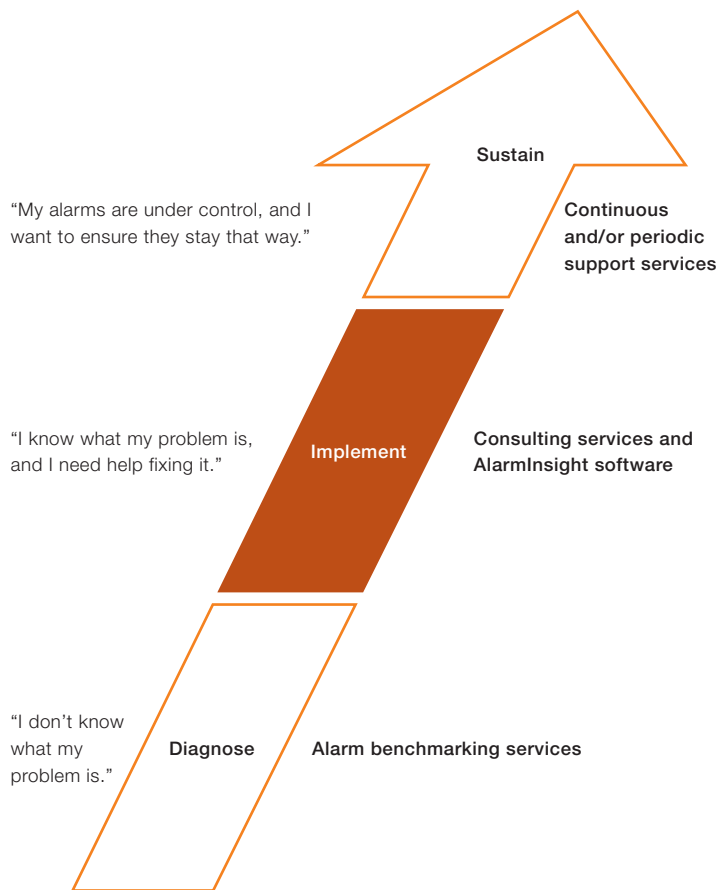 Sustain
“My alarms are under control, and I
want to ensure they stay that way.”
Continuous
and/or periodic
support services
“I know what my problem is,
and I need help fixing it.”
Implement
Consulting services and
AlarmInsight software
“I don’t know
what my
problem is.”
Diagnose
Alarm benchmarking services